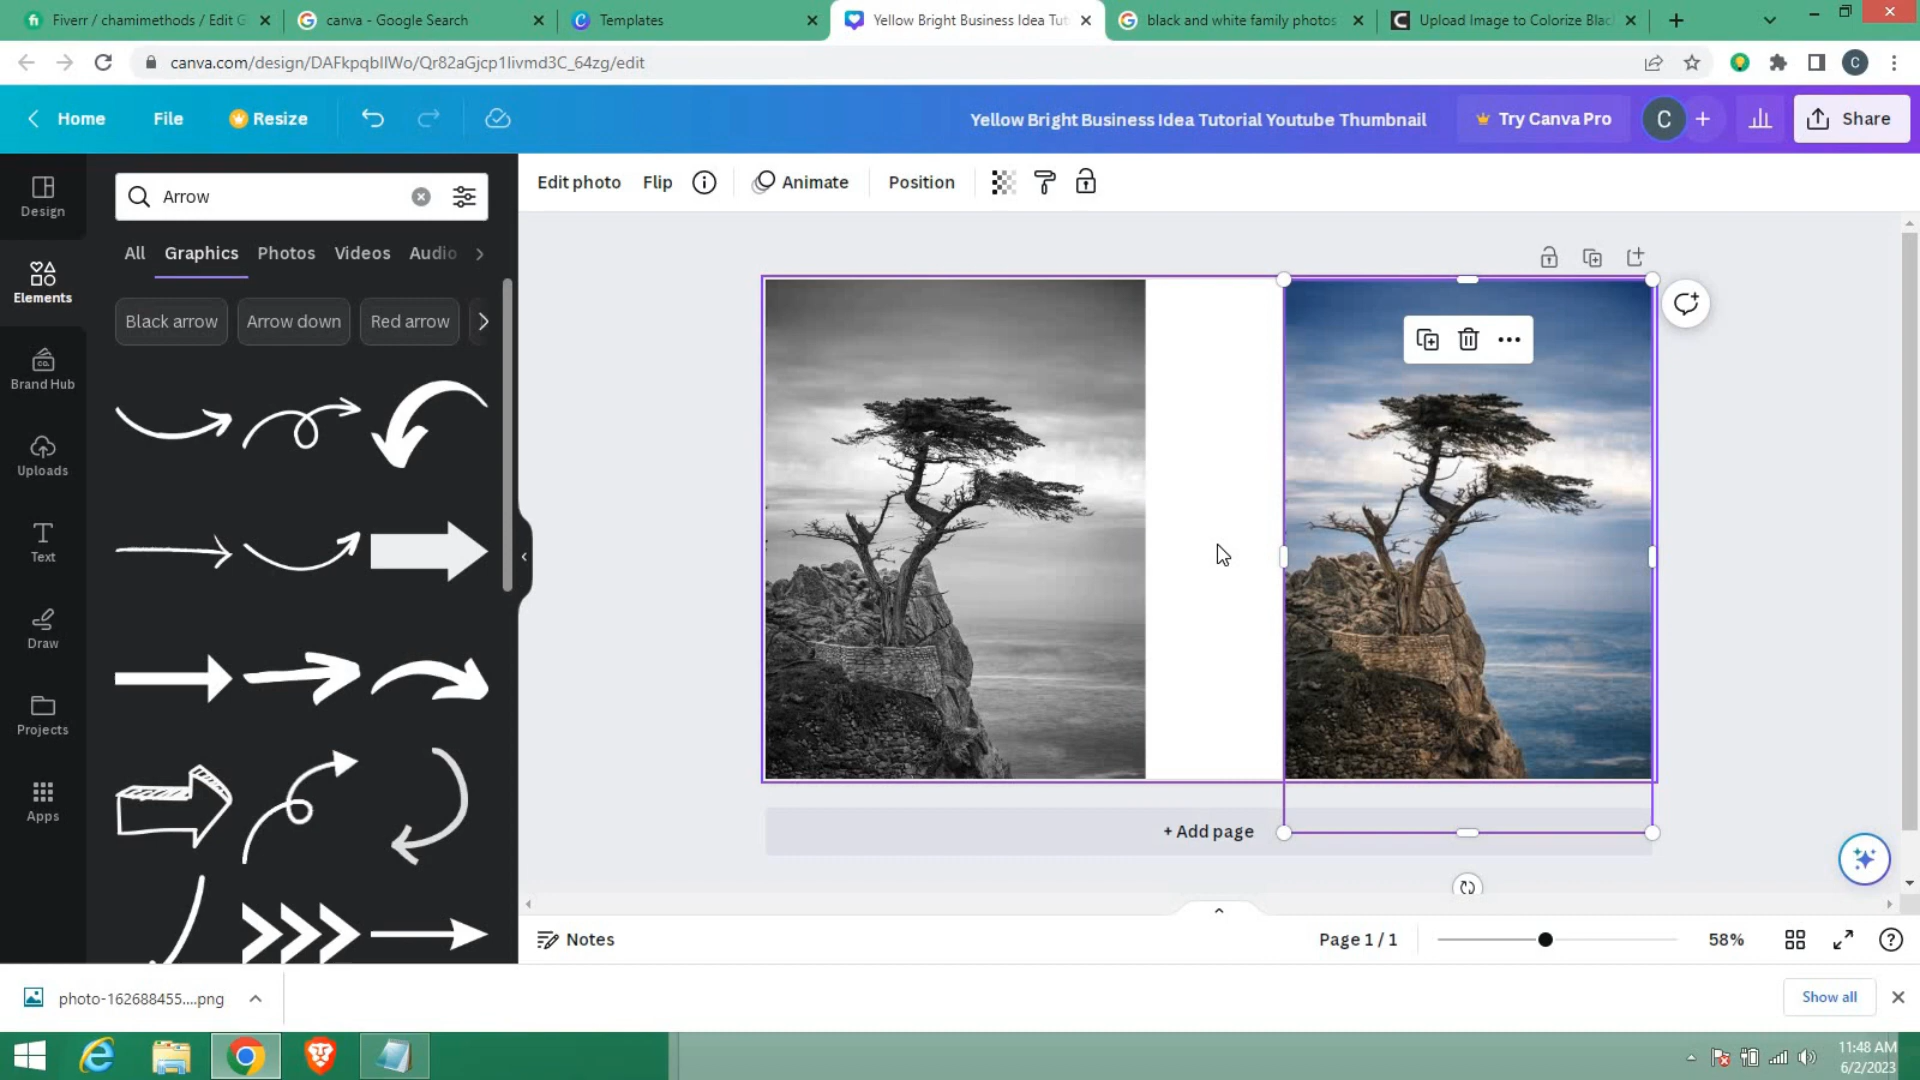 Fiverr / chamimethods / Edit G
canva - Google Search
Templates
Yellow Bright Business Idea Tut
black and white family photos
Upload Image to Colorize Blac
canva.com/design/DAFkpqbIlWo/Qr82aGjcp1Iivmd3C_64zg/edit
C
Home
File
Resize
Yellow Bright Business Idea Tutorial Youtube Thumbnail
Try Canva Pro
C
Share
Design
Elements
Brand Hub
Uploads
Text
Draw
Projects
Apps
Arrow
All
Graphics
Photos
Videos
Audio
Black arrow
Arrow down
Red arrow
Edit photo
Flip
Animate
Position
+ Add page
Notes
Page 1 / 1
58%
photo-162688455....png
Show all
11:48 AM
6/2/2023